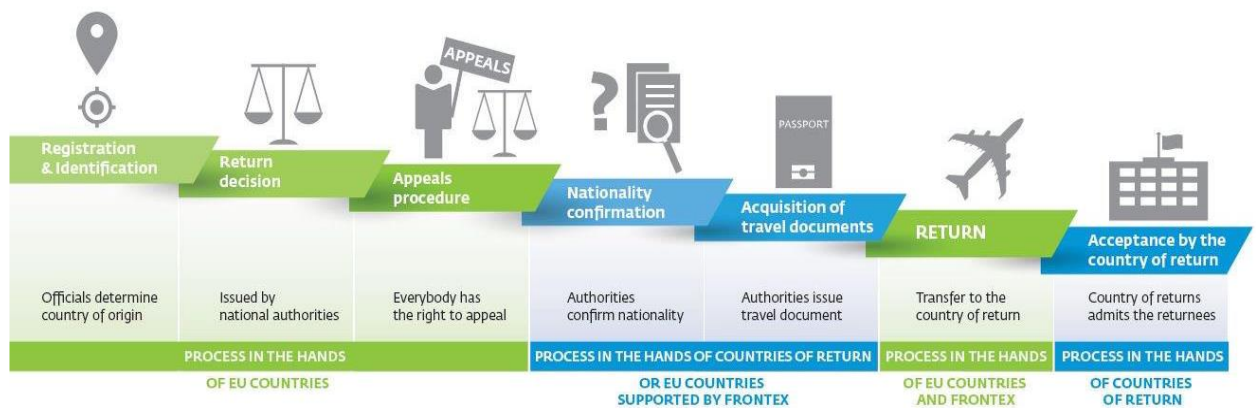 APPEALS
PASSPORT
Registration
& Identification
Return
decision
Appeals
procedure
Nationality
confirmation
Acquisition of
travel documents
RETURN
Acceptance by the
country of return
Officials determine
country of origin
Issued by
national authorities
Everybody has
the right to appeal
Authorities
confirm nationality
Authorities issue
travel document
Transfer to the
country of return
Country of returns
admits the returnees
PROCESS IN THE HANDS
OF EU COUNTRIES
PROCESS IN THE HANDS OF COUNTRIES OF RETURN
OR EU COUNTRIES
SUPPORTED BY FRONTEX
PROCESS IN THE HANDS
OF EU COUNTRIES
AND FRONTEX
PROCESS IN THE HANDS
OF COUNTRIES
OF RETURN